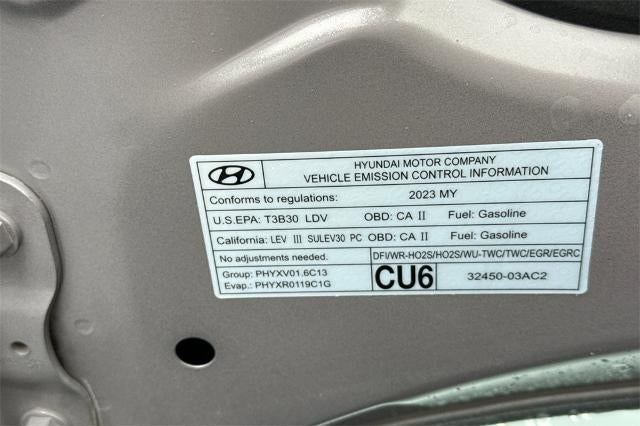 HYUNDAI MOTOR COMPANY
VEHICLE EMISSION CONTROL INFORMATION
Conforms to regulations: 2023 MY
U.S.EPA: T3B30 LDV OBD: CA II Fuel: Gasoline
California: LEV III SULEV30 PC OBD: CA II Fuel: Gasoline
No adjustments needed. DFI/WR-HO2S/HO2S/WU-TWC/TWC/EGR/EGRC
Group: PHYXV01.6C13
Evap.: PHYXR0119C1G
CU6 32450-03AC2